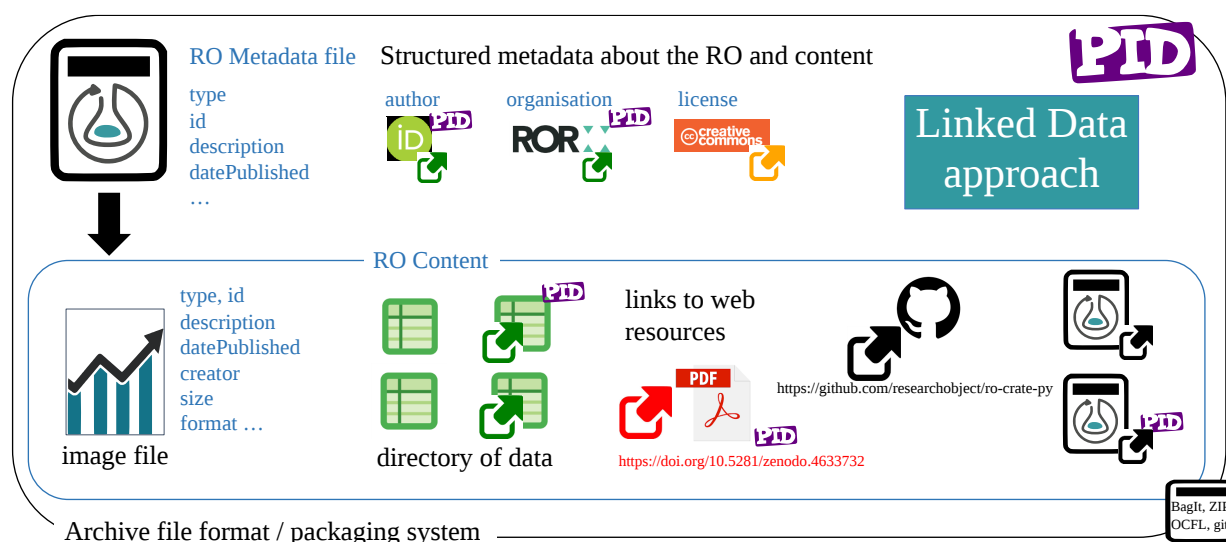 RO Metadata file
Structured metadata about the RO and content
PID
type
id
description
datePublished
…
author
organisation
license
iD
PID
ROR
PID
cc creative commons
Linked Data
approach
RO Content
type, id
description
datePublished
creator
size
format …
image file
PID
directory of data
links to web
resources
PDF
PID
https://doi.org/10.5281/zenodo.4633732
https://github.com/researchobject/ro-crate-py
PID
Archive file format / packaging system
BagIt, ZIP
OCFL, git